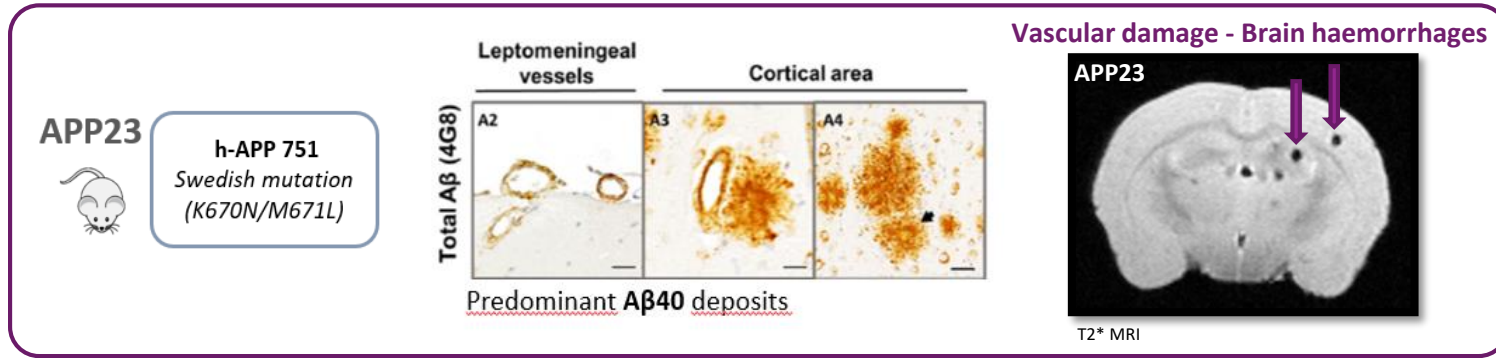 APP23
h-APP 751
Swedish mutation
(K670N/M671L)
Total Aβ (4G8)
Leptomeningeal
vessels
Cortical area
A2
A3
A4
Predominant Aβ40 deposits
Vascular damage - Brain haemorrhages
APP23
T2* MRI